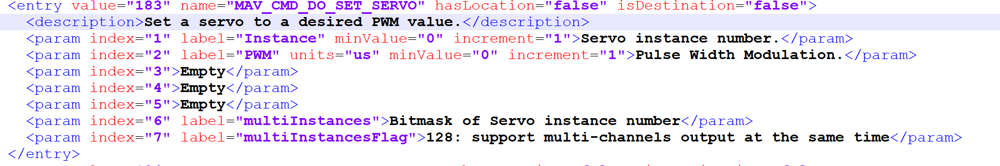 <entry value="183" name="MAV_CMD_DO_SET_SERVO" hasLocation="false" isDestination="false">
<description>Set a servo to a desired PWM value.</description>
<param index="1" label="Instance" minValue="0" increment="1">Servo instance number.</param>
<param index="2" label="PWM" units="us" minValue="0" increment="1">Pulse Width Modulation.</param>
<param index="3">Empty</param>
<param index="4">Empty</param>
<param index="5">Empty</param>
<param index="6" label="multiInstances">Bitmask of Servo instance number</param>
<param index="7" label="multiInstancesFlag">128: support multi-channels output at the same time</param>
</entry>